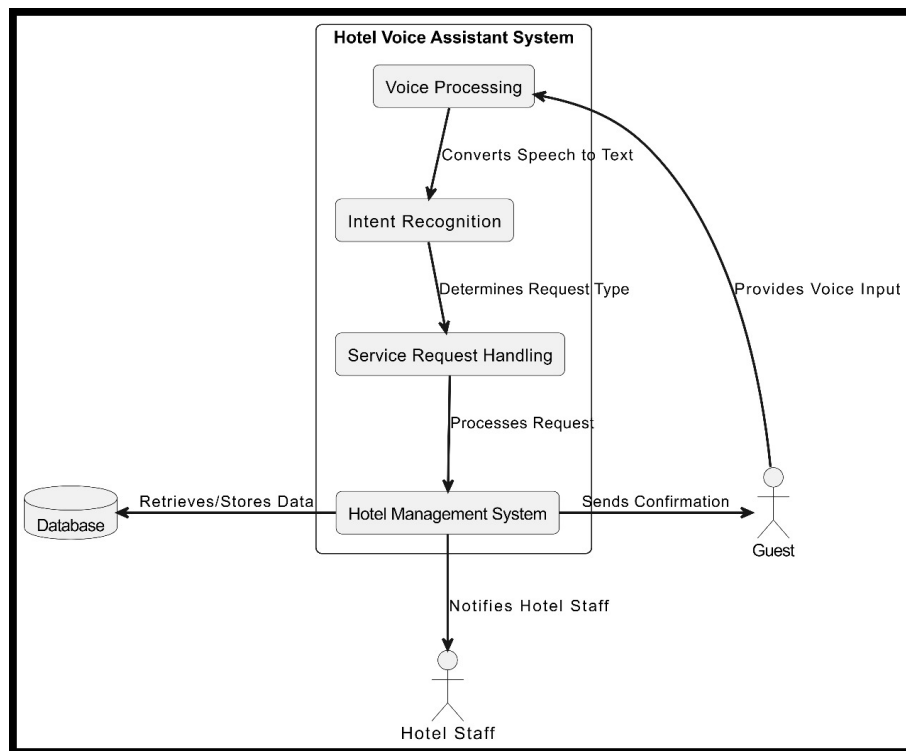 Hotel Voice Assistant System
Voice Processing
Converts Speech to Text
Intent Recognition
Determines Request Type
Provides Voice Input
Service Request Handling
Processes Request
Retrieves/Stores Data
Sends Confirmation
Database
Hotel Management System
Guest
Notifies Hotel Staff
Hotel Staff